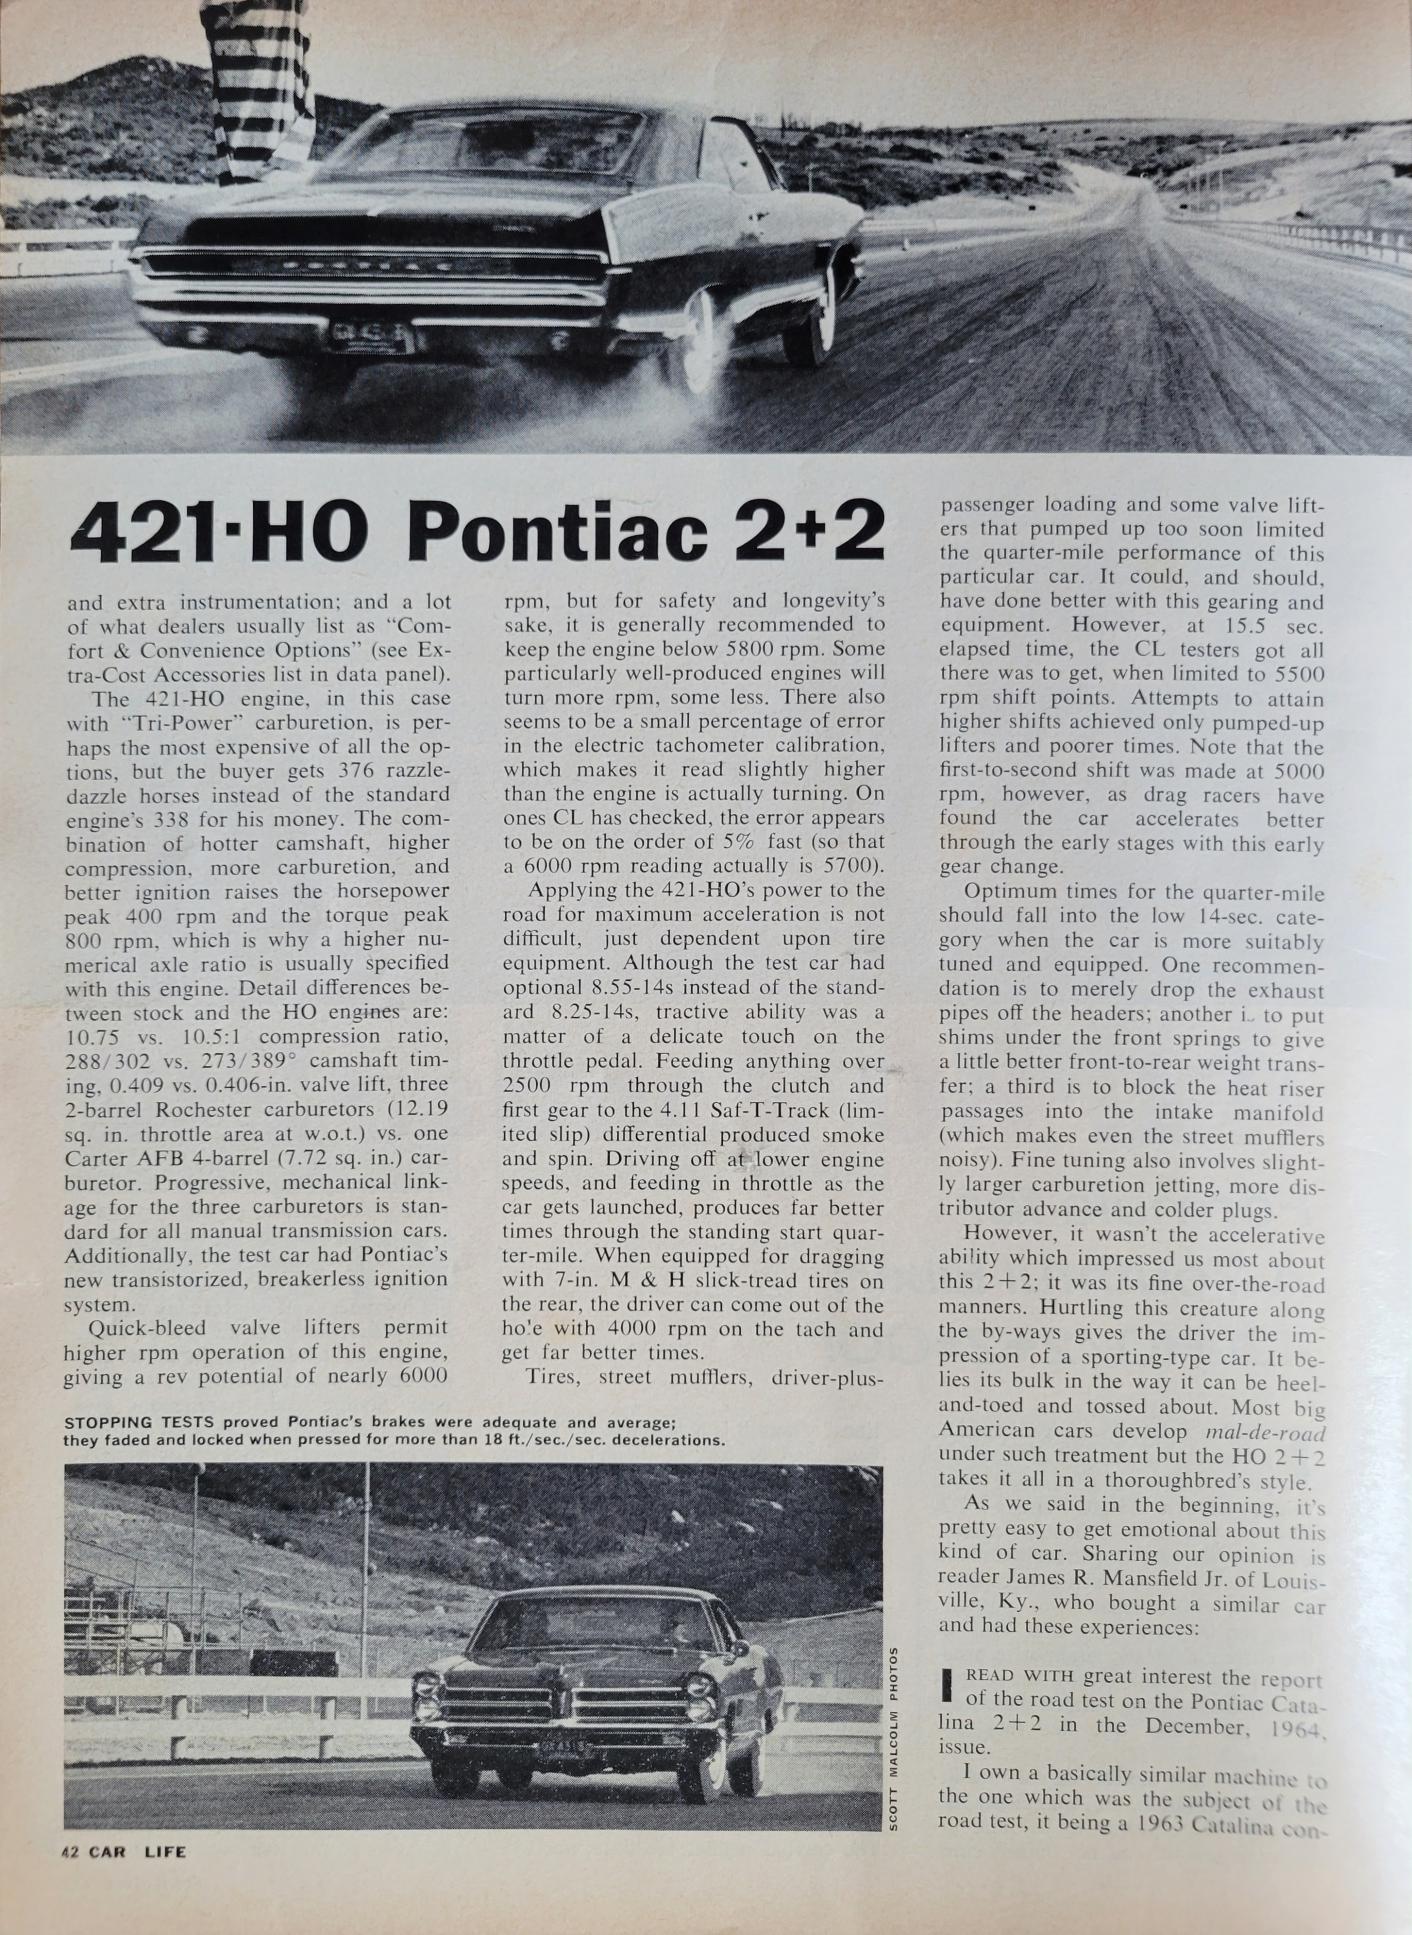 PONTIAC
421·HO Pontiac 2+2
and extra instrumentation; and a lot
of what dealers usually list as “Com-
fort & Convenience Options” (see Ex-
tra-Cost Accessories list in data panel).
The 421-HO engine, in this case
with “Tri-Power” carburetion, is per-
haps the most expensive of all the op-
tions, but the buyer gets 376 razzle-
dazzle horses instead of the standard
engine's 338 for his money. The com-
bination of hotter camshaft, higher
compression, more carburetion, and
better ignition raises the horsepower
peak 400 rpm and the torque peak
800 rpm, which is why a higher nu-
merical axle ratio is usually specified
with this engine. Detail differences be-
tween stock and the HO engines are:
10.75 vs. 10.5:1 compression ratio,
288/302 vs. 273/389° camshaft tim-
ing, 0.409 vs. 0.406-in. valve lift, three
2-barrel Rochester carburetors (12.19
sq. in. throttle area at w.o.t.) vs. one
Carter AFB 4-barrel (7.72 sq. in.) car-
buretor. Progressive, mechanical link-
age for the three carburetors is stan-
dard for all manual transmission cars.
Additionally, the test car had Pontiac's
new transistorized, breakerless ignition
system.
Quick-bleed valve lifters permit
higher rpm operation of this engine,
giving a rev potential of nearly 6000
rpm, but for safety and longevity's
sake, it is generally recommended to
keep the engine below 5800 rpm. Some
particularly well-produced engines will
turn more rpm, some less. There also
seems to be a small percentage of error
in the electric tachometer calibration,
which makes it read slightly higher
than the engine is actually turning. On
ones CL has checked, the error appears
to be on the order of 5% fast (so that
a 6000 rpm reading actually is 5700).
Applying the 421-HO's power to the
road for maximum acceleration is not
difficult, just dependent upon tire
equipment. Although the test car had
optional 8.55-14s instead of the stand-
ard 8.25-14s, tractive ability was a
matter of a delicate touch on the
throttle pedal. Feeding anything over
2500 rpm through the clutch and
first gear to the 4.11 Saf-T-Track (lim-
ited slip) differential produced smoke
and spin. Driving off at lower engine
speeds, and feeding in throttle as the
car gets launched, produces far better
times through the standing start quar-
ter-mile. When equipped for dragging
with 7-in. M & H slick-tread tires on
the rear, the driver can come out of the
hole with 4000 rpm on the tach and
get far better times.
Tires, street mufflers, driver-plus-
passenger loading and some valve lift-
ers that pumped up too soon limited
the quarter-mile performance of this
particular car. It could, and should,
have done better with this gearing and
equipment. However, at 15.5 sec.
elapsed time, the CL testers got all
there was to get, when limited to 5500
rpm shift points. Attempts to attain
higher shifts achieved only pumped-up
lifters and poorer times. Note that the
first-to-second shift was made at 5000
rpm, however, as drag racers have
found the car accelerates better
through the early stages with this early
gear change.
Optimum times for the quarter-mile
should fall into the low 14-sec. cate-
gory when the car is more suitably
tuned and equipped. One recommen-
dation is to merely drop the exhaust
pipes off the headers; another is to put
shims under the front springs to give
a little better front-to-rear weight trans-
fer; a third is to block the heat riser
passages into the intake manifold
(which makes even the street mufflers
noisy). Fine tuning also involves slight-
ly larger carburetion jetting, more dis-
tributor advance and colder plugs.
However, it wasn't the accelerative
ability which impressed us most about
this 2+2; it was its fine over-the-road
manners. Hurtling this creature along
the by-ways gives the driver the im-
pression of a sporting-type car. It be-
lies its bulk in the way it can be heel-
and-toed and tossed about. Most big
American cars develop mal-de-road
under such treatment but the HO 2+2
takes it all in a thoroughbred's style.
As we said in the beginning, it's
pretty easy to get emotional about this
kind of car. Sharing our opinion is
reader James R. Mansfield Jr. of Louis-
ville, Ky., who bought a similar car
and had these experiences:
I READ WITH great interest the report
of the road test on the Pontiac Cata-
lina 2+2 in the December, 1964,
issue.
I own a basically similar machine to
the one which was the subject of the
road test, it being a 1963 Catalina con-
STOPPING TESTS proved Pontiac's brakes were adequate and average;
they faded and locked when pressed for more than 18 ft./sec./sec. decelerations.
SCOTT MALCOLM PHOTOS
42 CAR LIFE